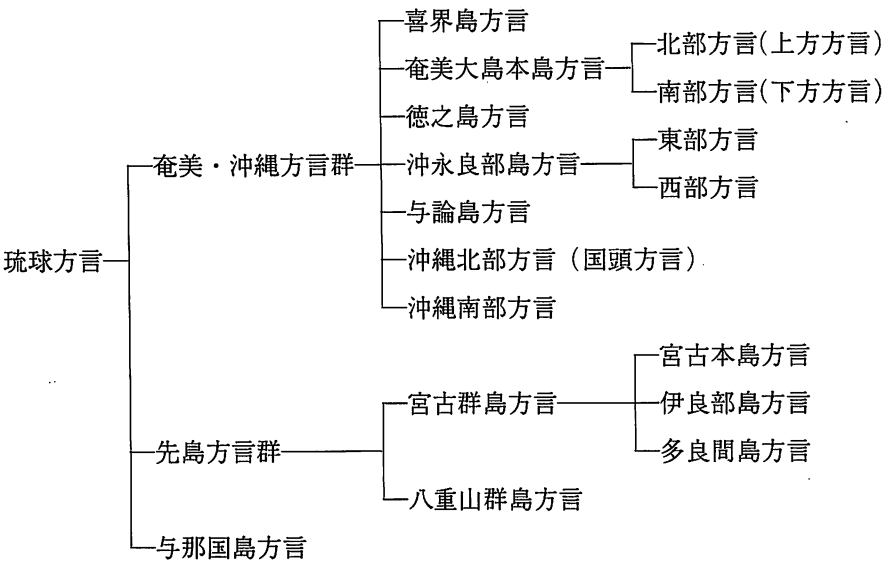 喜界島方言
北部方言(上方方言)
奄美大島本島方言
南部方言(下方方言)
徳之島方言
東部方言
奄美・沖縄方言群
沖永良部島方言
西部方言
与論島方言
琉球方言
沖縄北部方言（国頭方言）
沖縄南部方言
宮古本島方言
宮古群島方言
伊良部島方言
先島方言群
多良間島方言
八重山群島方言
与那国島方言